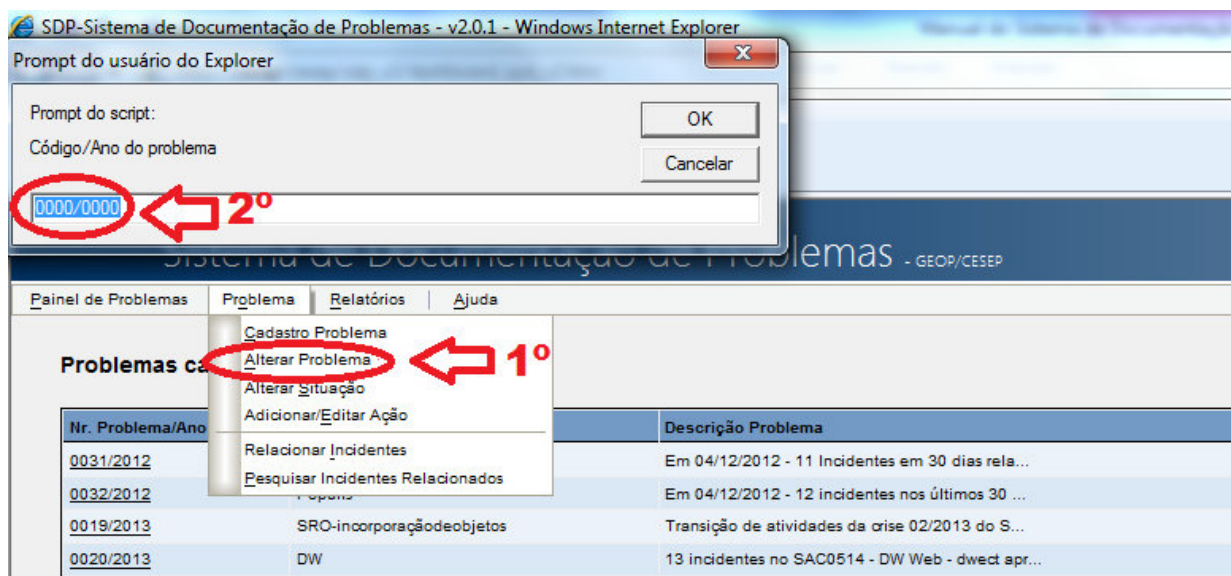 SDP-Sistema de Documentação de Problemas - v2.0.1 - Windows Internet Explorer
Prompt do usuário do Explorer
Prompt do script:
Código/Ano do problema
OK
Cancelar
0000/0000
2º
Sistema de Documentação de Problemas - GEOP/CESEP
Painel de Problemas Problema Relatórios | Ajuda
Cadastro Problema
Alterar Problema
1º
Alterar Situação
Adicionar/Editar Ação
Relacionar Incidentes
Pesquisar Incidentes Relacionados
Problemas ca
Nr. Problema/Ano Descrição Problema
0031/2012 Em 04/12/2012 - 11 Incidentes em 30 dias rela...
0032/2012 Em 04/12/2012 - 12 incidentes nos últimos 30 ...
0019/2013 SRO-incorporaçãodeobjetos Transição de atividades da crise 02/2013 do S...
0020/2013 DW 13 incidentes no SAC0514 - DW Web - dwect apr...